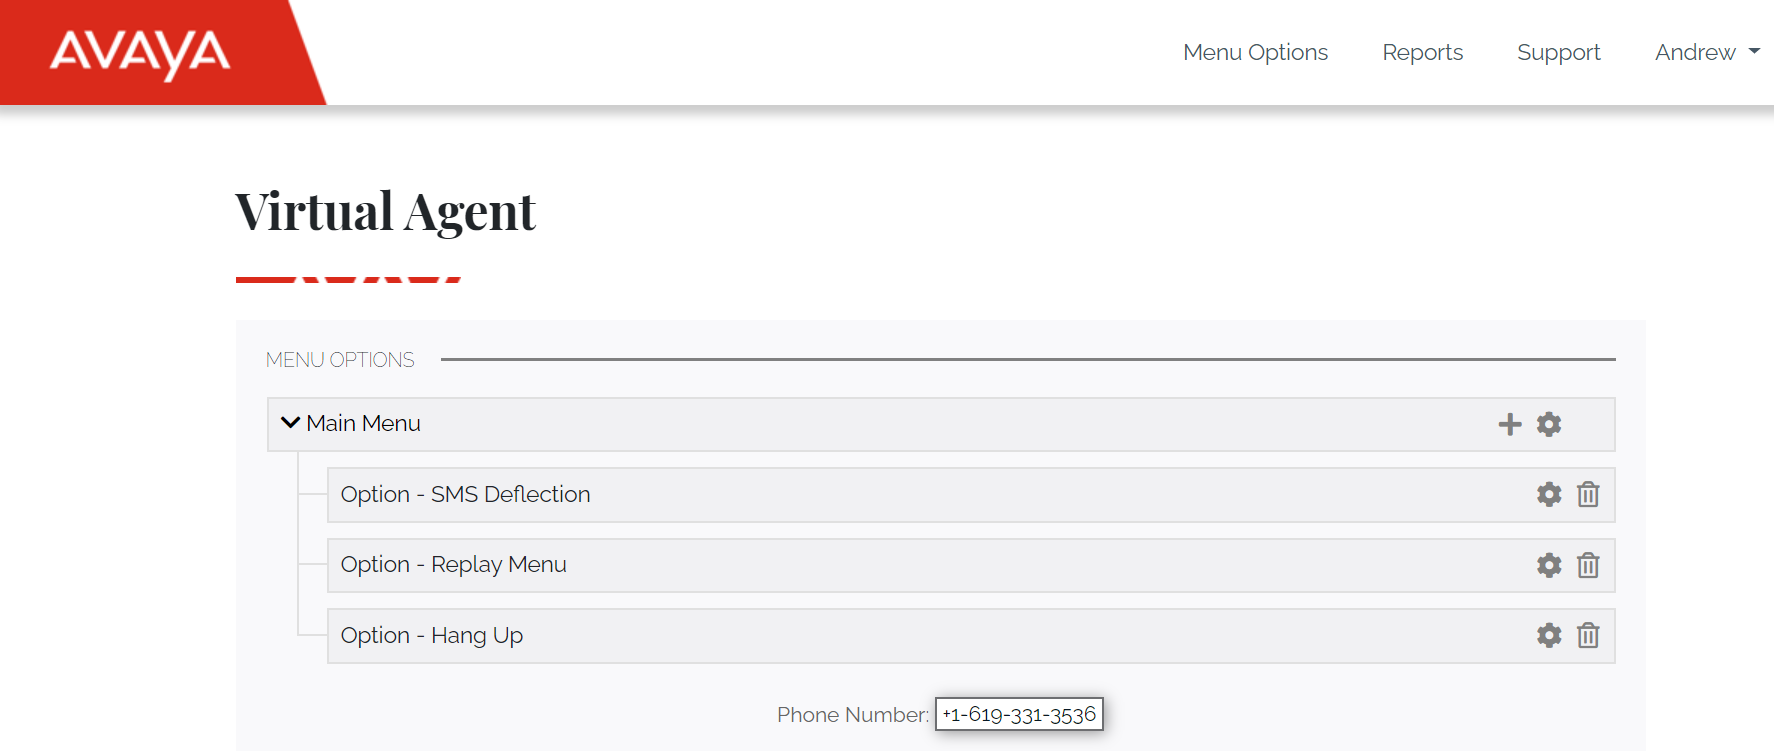 AVAYA
Menu Options Reports Support Andrew
Virtual Agent
MENU OPTIONS
Main Menu
Option - SMS Deflection
Option - Replay Menu
Option - Hang Up
Phone Number: +1-619-331-3536